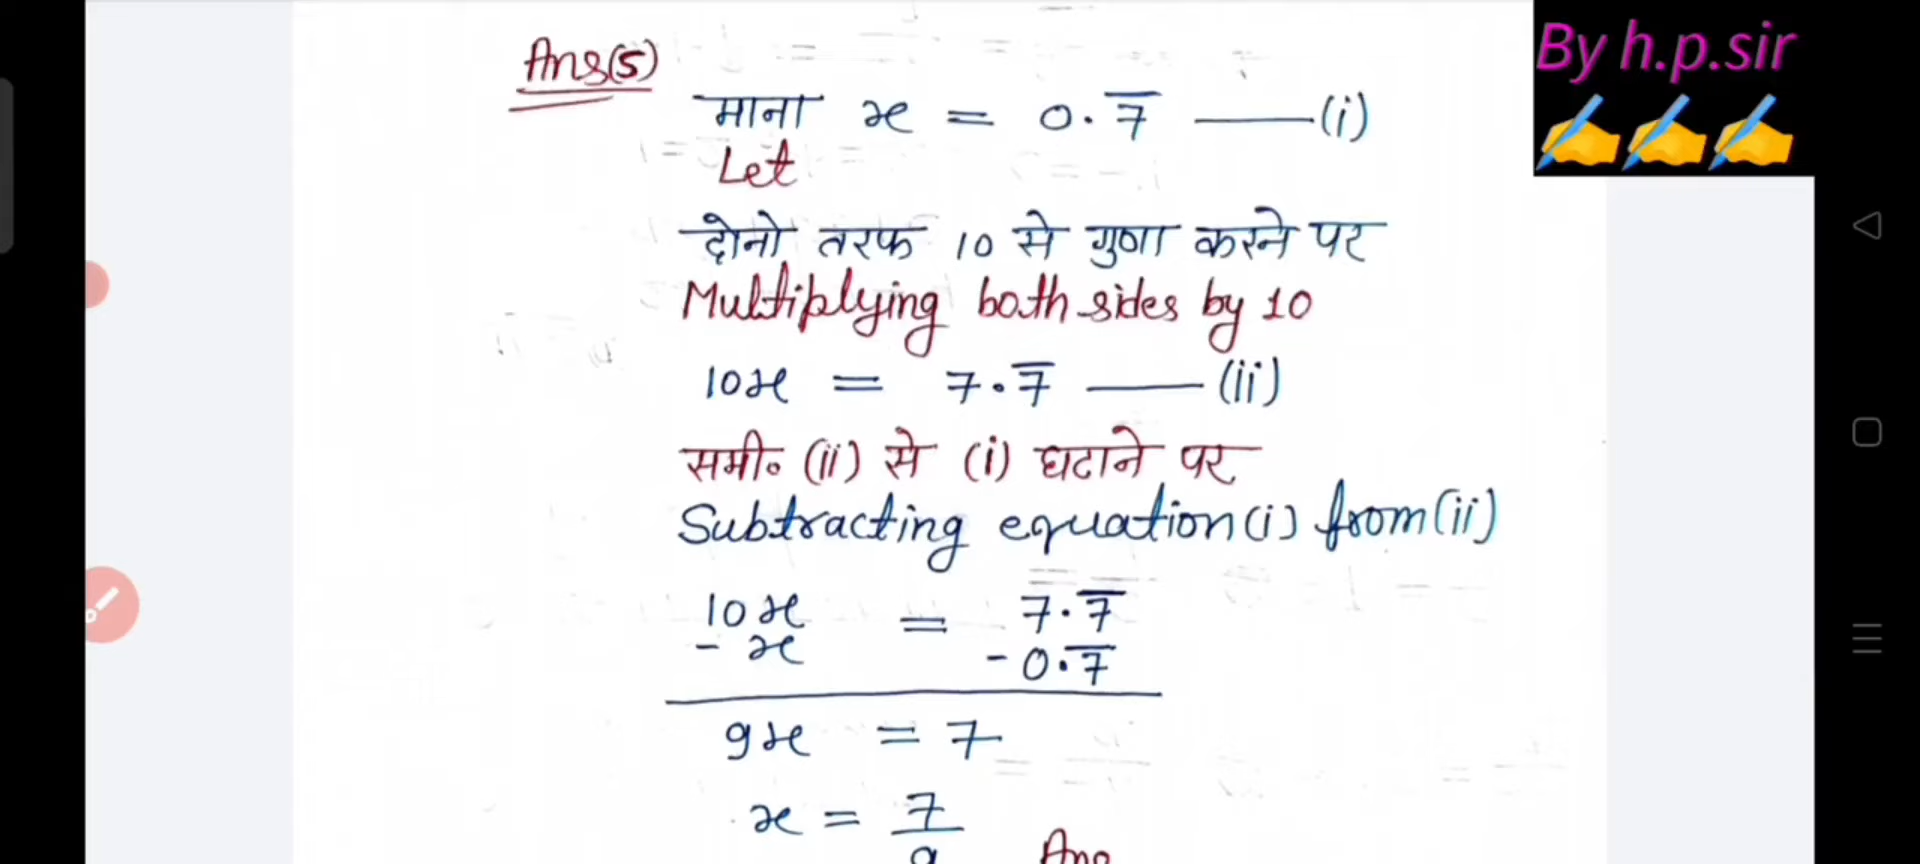 By h.p.sir
Ans(5)
माना x = 0.7̅ —— (i)
Let
दोनो तरफ 10 से गुणा करने पर
Multiplying both sides by 10
10x = 7.7̅ —— (ii)
समी० (ii) से (i) घटाने पर
Subtracting equation(i) from(ii)
10x = 7.7̅
- x - 0.7̅
9x = 7
x = 7/9 Ans